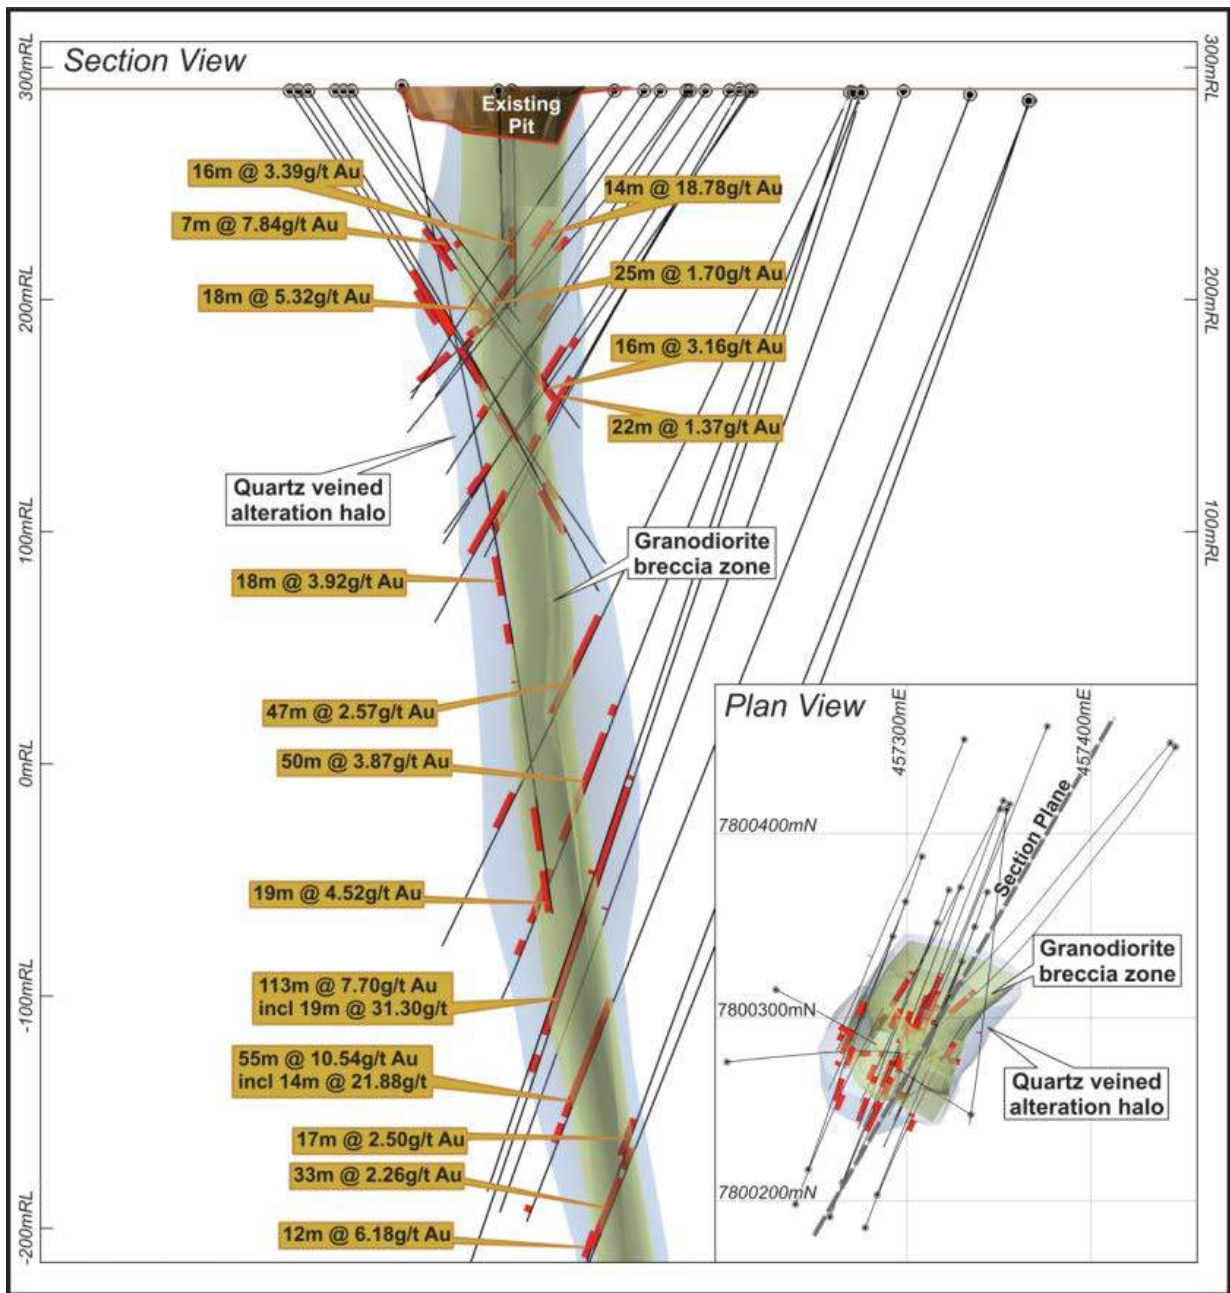 Section View
300mRL
300mRL
Existing
Pit
16m @ 3.39g/t Au
14m @ 18.78g/t Au
7m @ 7.84g/t Au
25m @ 1.70g/t Au
18m @ 5.32g/t Au
200mRL
200mRL
16m @ 3.16g/t Au
22m @ 1.37g/t Au
Quartz veined
alteration halo
100mRL
100mRL
Granodiorite
breccia zone
18m @ 3.92g/t Au
47m @ 2.57g/t Au
50m @ 3.87g/t Au
0mRL
19m @ 4.52g/t Au
113m @ 7.70g/t Au
incl 19m @ 31.30g/t
-100mRL
55m @ 10.54g/t Au
incl 14m @ 21.88g/t
17m @ 2.50g/t Au
33m @ 2.26g/t Au
12m @ 6.18g/t Au
-200mRL
Plan View
457300mE
457400mE
7800400mN
Section Plane
Granodiorite
breccia zone
7800300mN
Quartz veined
alteration halo
7800200mN